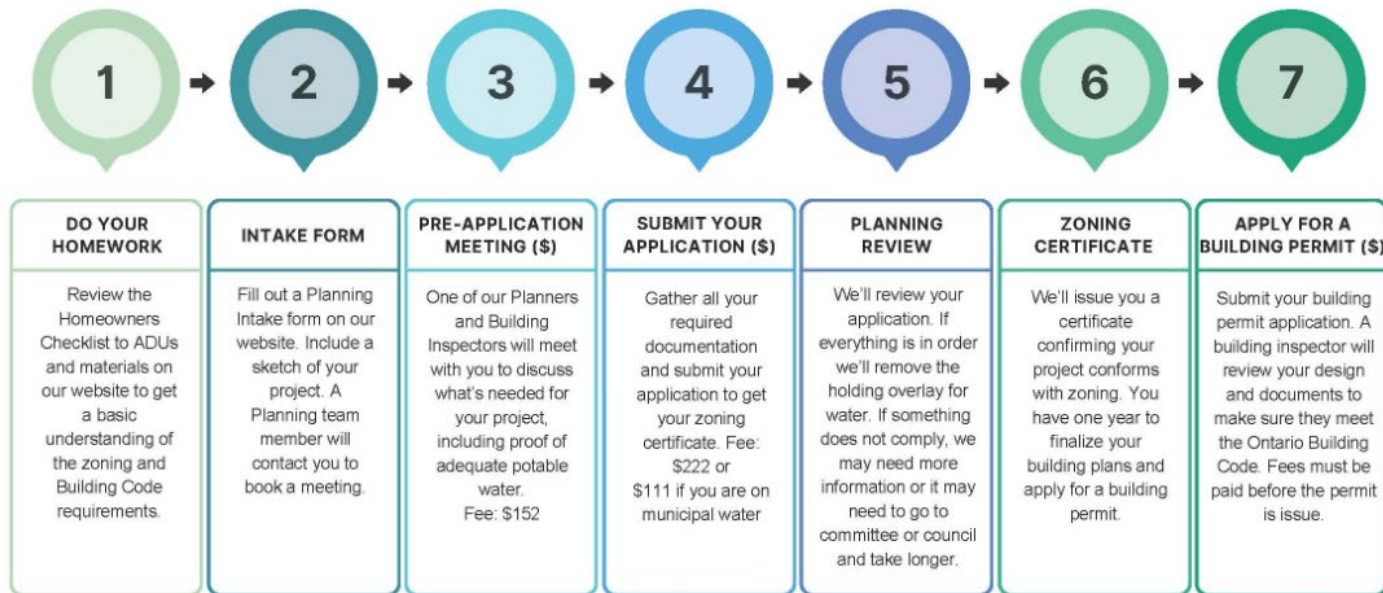 1
2
3
4
5
6
7
DO YOUR
HOMEWORK
Review the
Homeowners
Checklist to ADUs
and materials on
our website to get
a basic
understanding of
the zoning and
Building Code
requirements.
INTAKE FORM
Fill out a Planning
Intake form on our
website. Include a
sketch of your
project. A
Planning team
member will
contact you to
book a meeting.
PRE-APPLICATION
MEETING ($)
One of our Planners
and Building
Inspectors will meet
with you to discuss
what's needed for
your project,
including proof of
adequate potable
water.
Fee: $152
SUBMIT YOUR
APPLICATION ($)
Gather all your
required
documentation
and submit your
application to get
your zoning
certificate. Fee:
$222 or
$111 if you are on
municipal water
PLANNING
REVIEW
We'll review your
application. If
everything is in order
we'll remove the
holding overlay for
water. If something
does not comply, we
may need more
information or it may
need to go to
committee or council
and take longer.
ZONING
CERTIFICATE
We'll issue you a
certificate
confirming your
project conforms
with zoning. You
have one year to
finalize your
building plans and
apply for a building
permit.
APPLY FOR A
BUILDING PERMIT ($)
Submit your building
permit application. A
building inspector will
review your design
and documents to
make sure they meet
the Ontario Building
Code. Fees must be
paid before the permit
is issue.